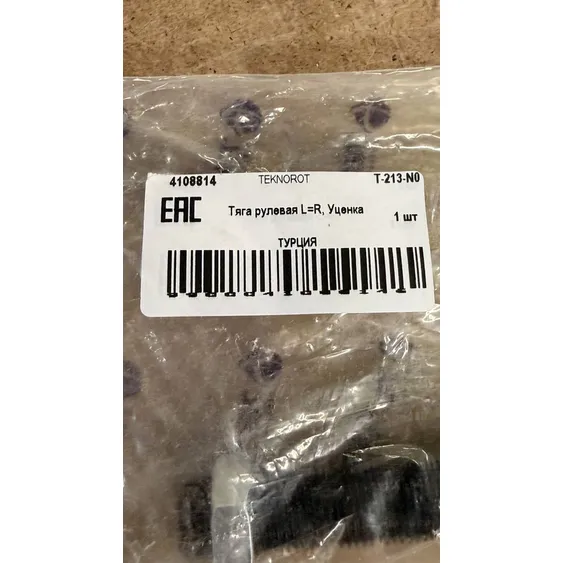 4108814 TEKNOROT T-213-N0
EAC Тяга рулевая L=R, Уценка 1 шт
ТУРЦИЯ